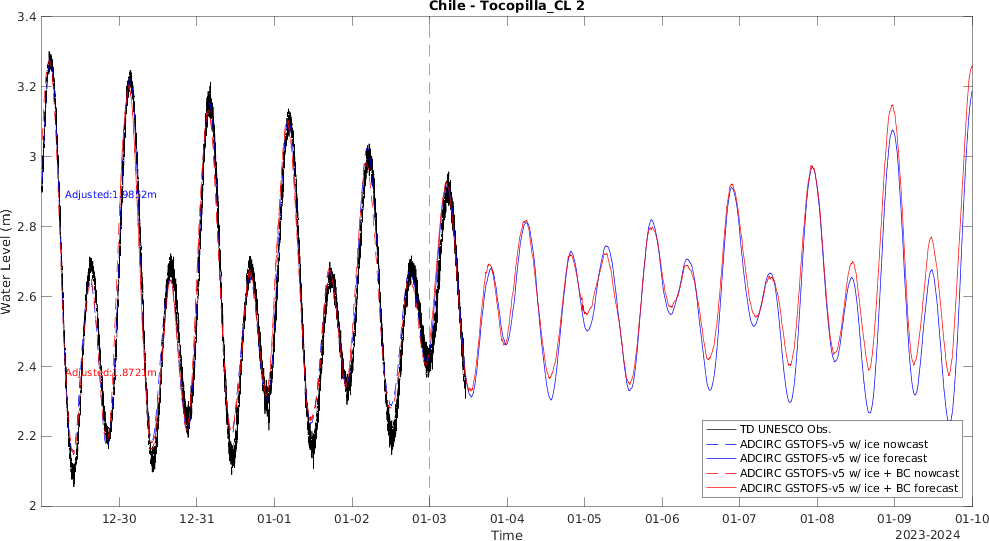 Chile - Tocopilla_CL 2
3.4
3.2
3
2.8
2.6
2.4
2.2
2
Water Level (m)
Adjusted:1.9852m
Adjusted:1.8721m
TD UNESCO Obs.
ADCIRC GSTOFS-v5 w/ ice nowcast
ADCIRC GSTOFS-v5 w/ ice forecast
ADCIRC GSTOFS-v5 w/ ice + BC nowcast
ADCIRC GSTOFS-v5 w/ ice + BC forecast
12-30 12-31 01-01 01-02 01-03 01-04 01-05 01-06 01-07 01-08 01-09 01-10
Time
2023-2024